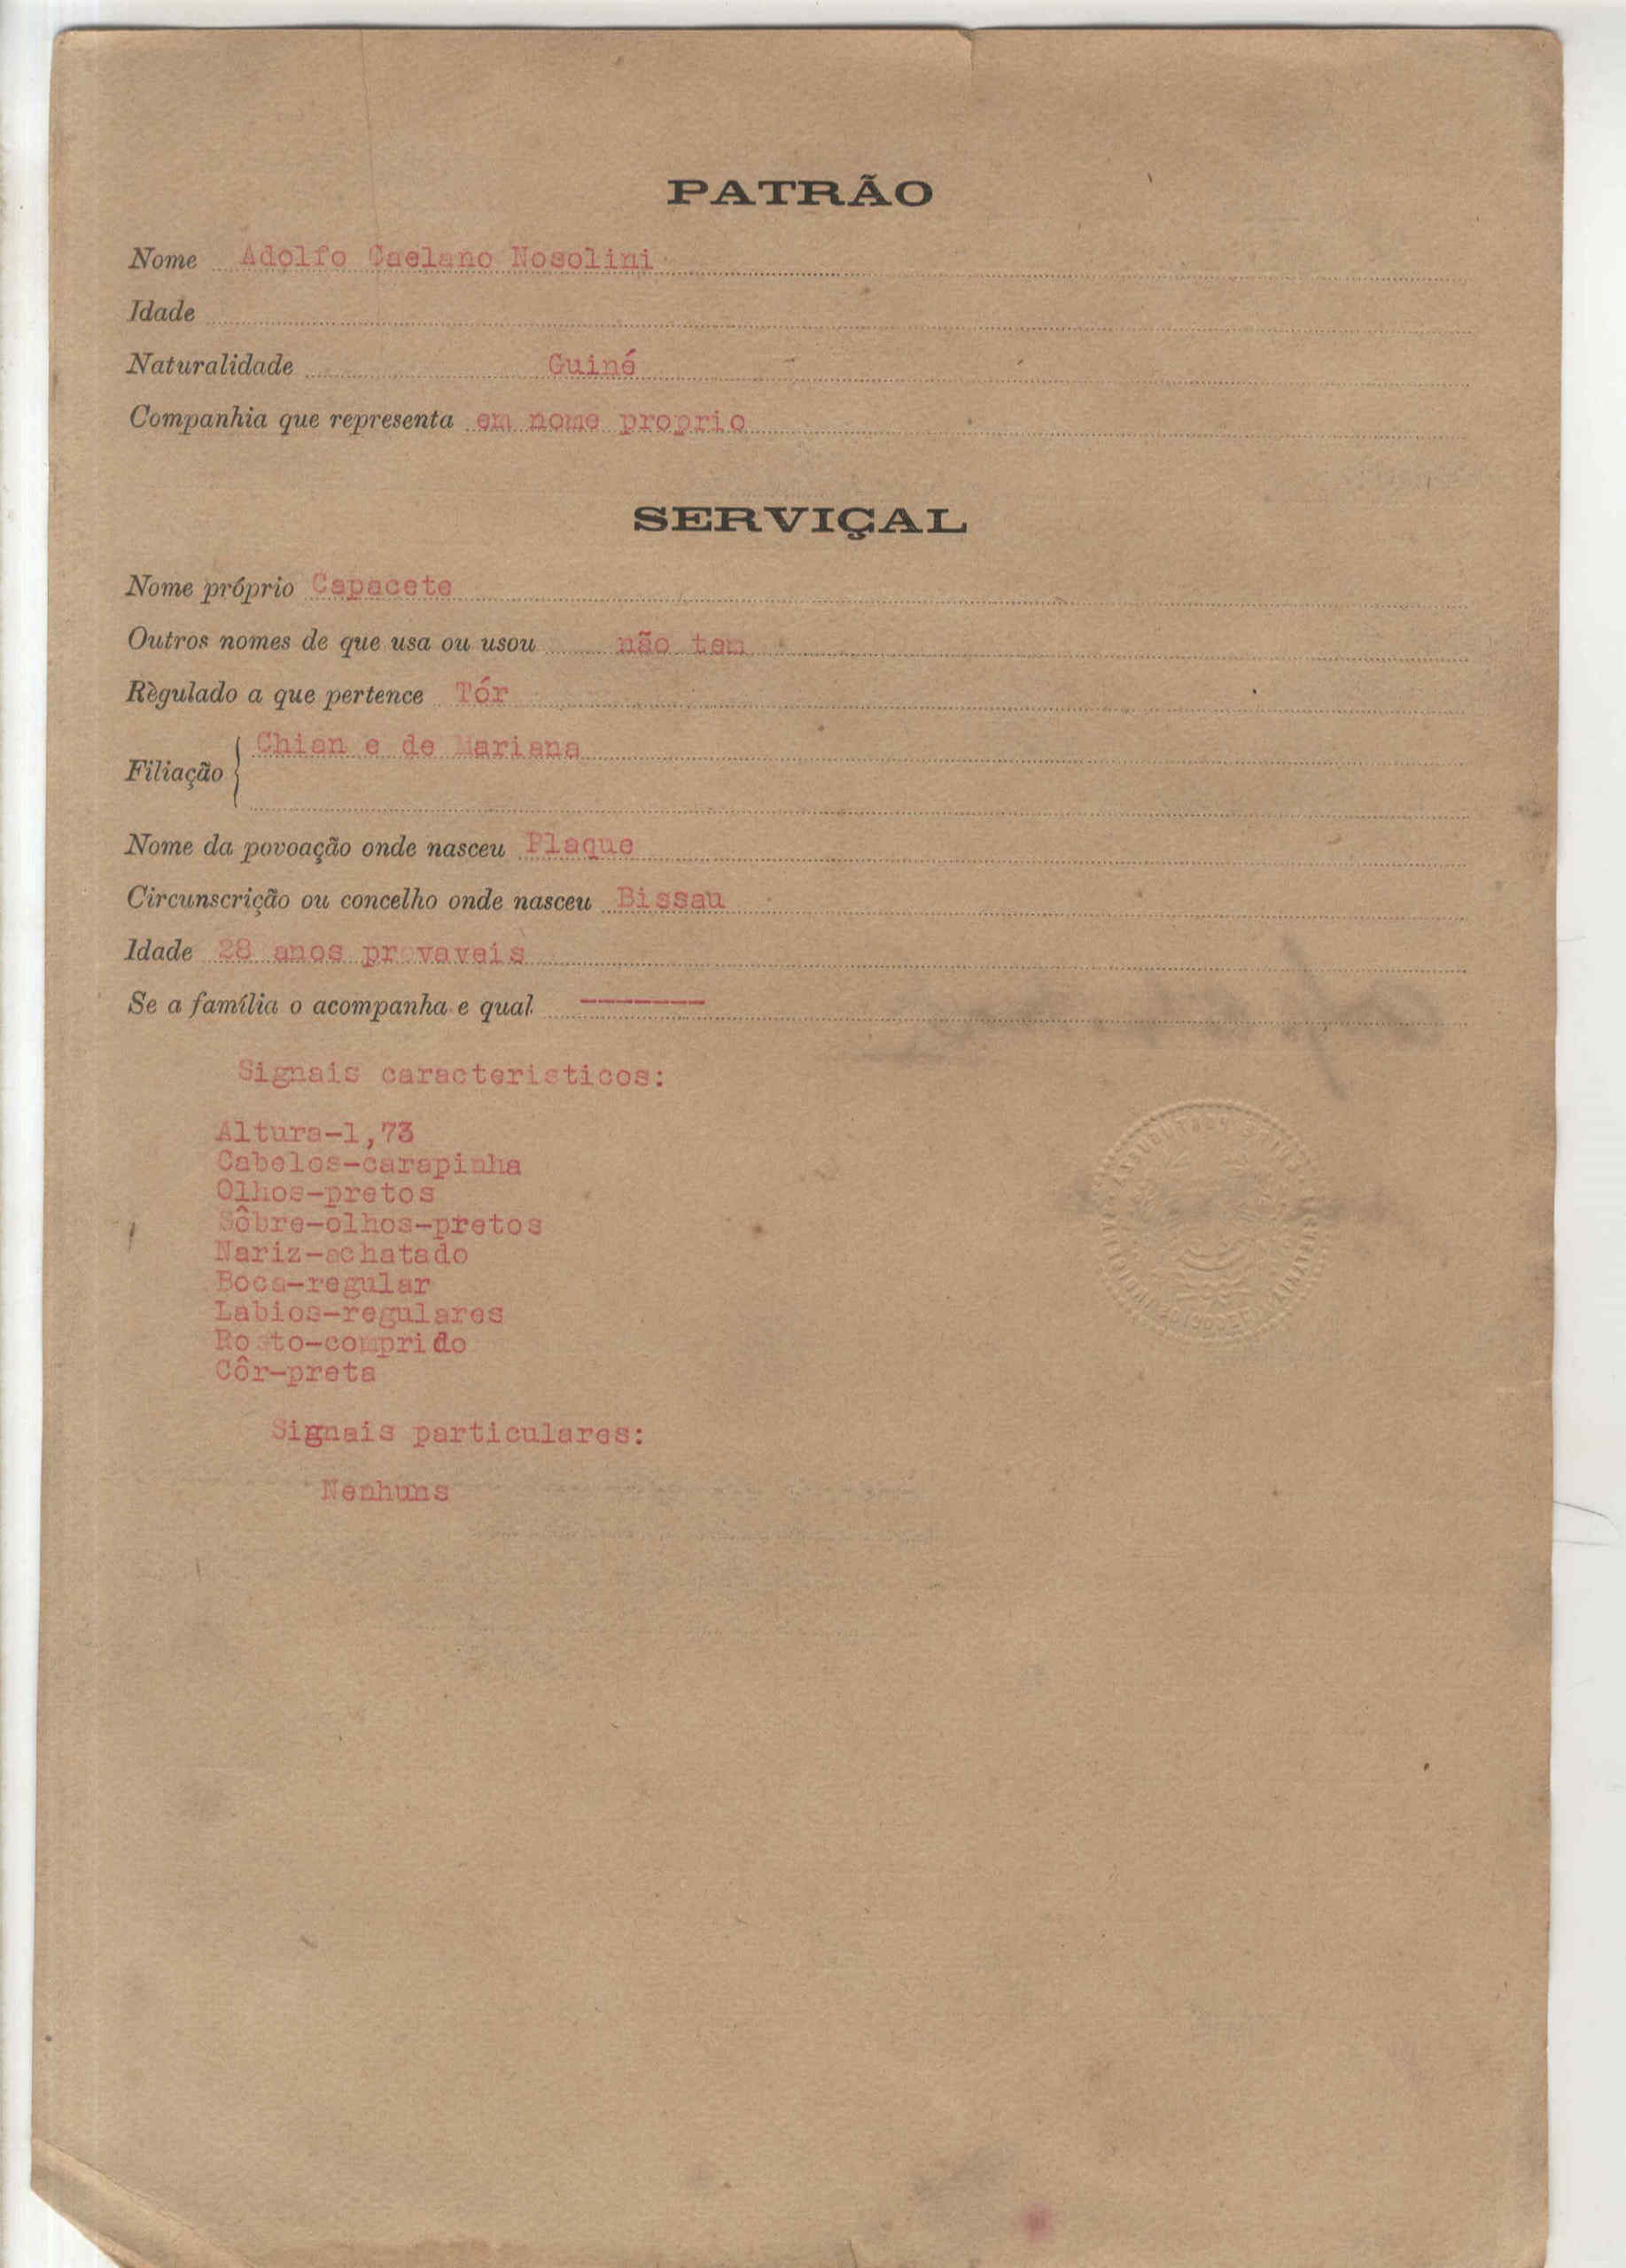 PATRÃO
Nome Adolfo Caelano Nosolini
Idade
Naturalidade Guiné
Companhia que representa em nome proprio
SERVIÇAL
Nome próprio Capacete
Outros nomes de que usa ou usou não tem
Règulado a que pertence Tór
Chian e de Mariana
Filiação
Nome da povoação onde nasceu Plaque
Circunscrição ou concelho onde nasceu Bissau
Idade 28 anos provaveis
Se a família o acompanha e qual -------
Signais caracteristicos:
Altura-1,73
Cabelos-carapinha
Olhos-pretos
Sôbre-olhos-pretos
Nariz-achatado
Boca-regular
Labios-regulares
Rosto-comprido
Côr-preta
Signais particulares:
Nenhuns